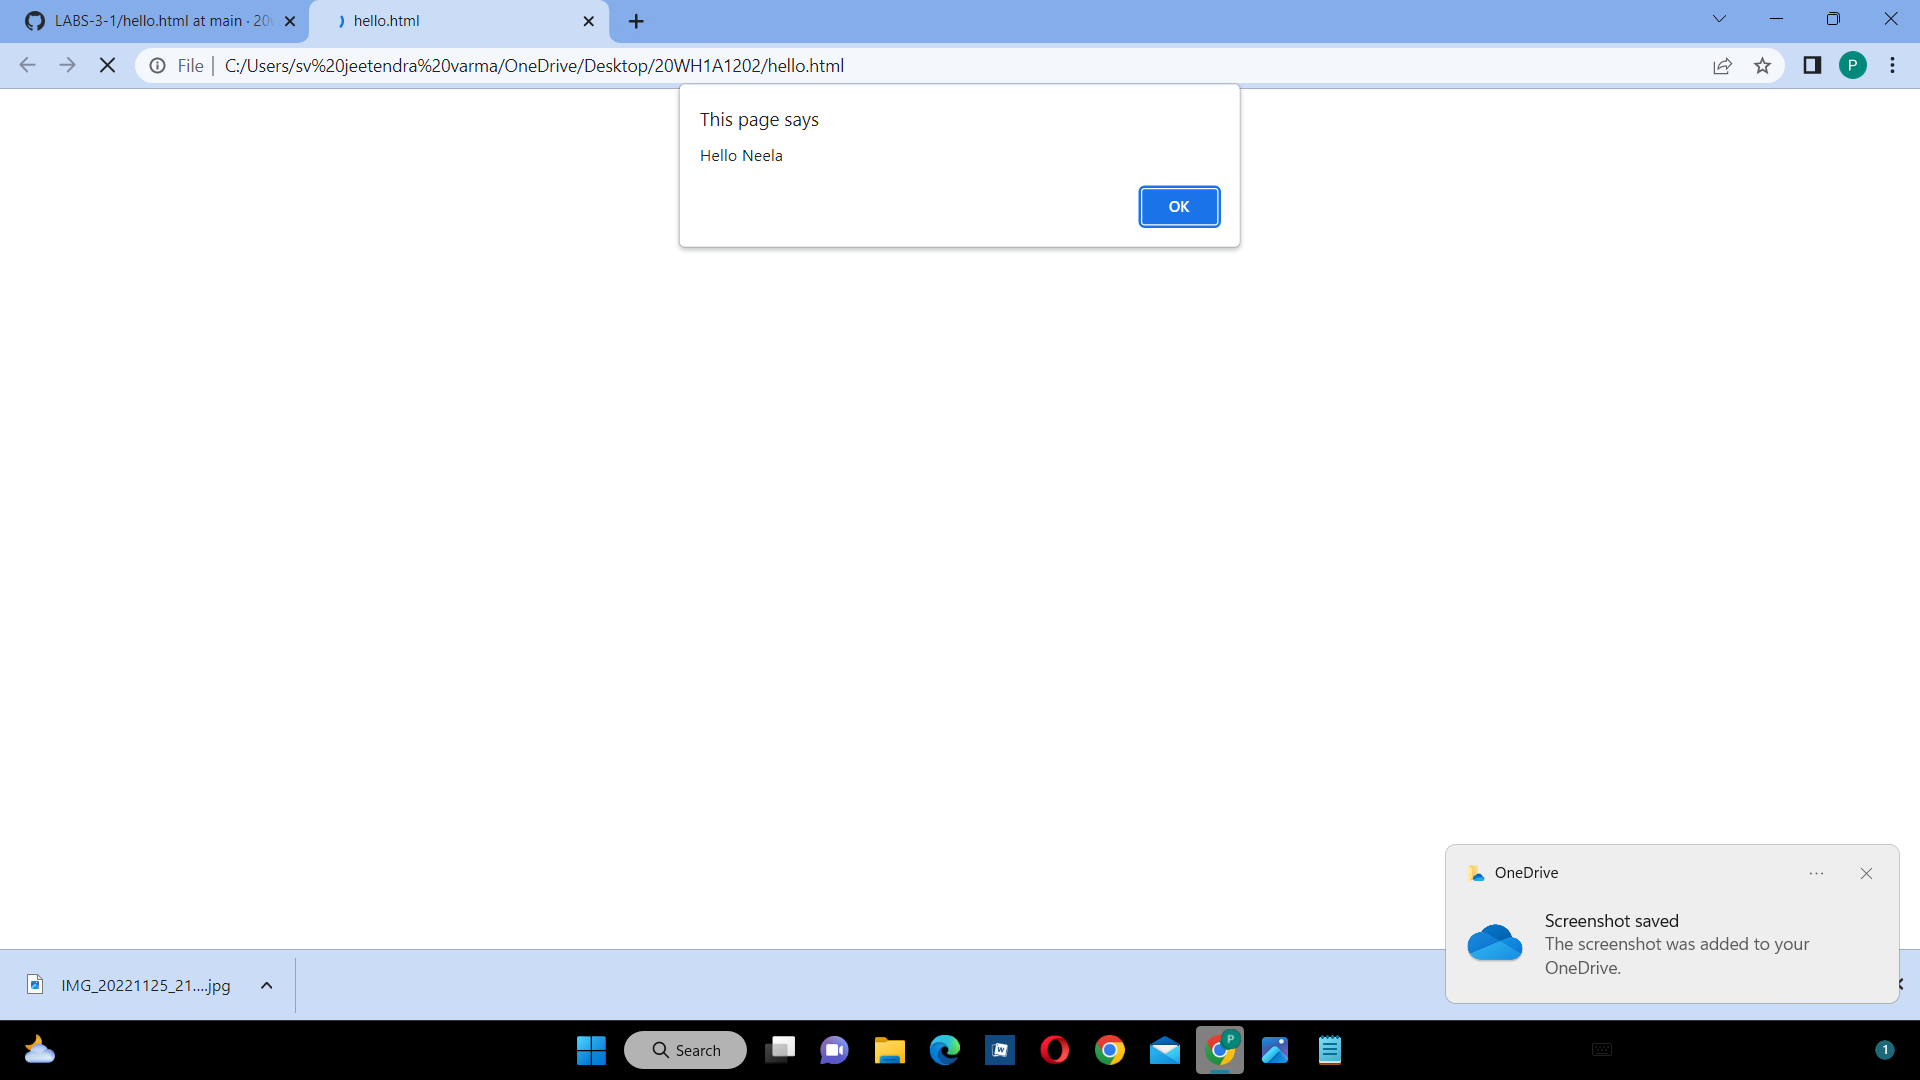 LABS-3-1/hello.html at main · 20
hello.html
File
C:/Users/sv%20jeetendra%20varma/OneDrive/Desktop/20WH1A1202/hello.html
P
This page says
Hello Neela
OK
OneDrive
Screenshot saved
The screenshot was added to your
OneDrive.
IMG_20221125_21....jpg
Search
W
P
1